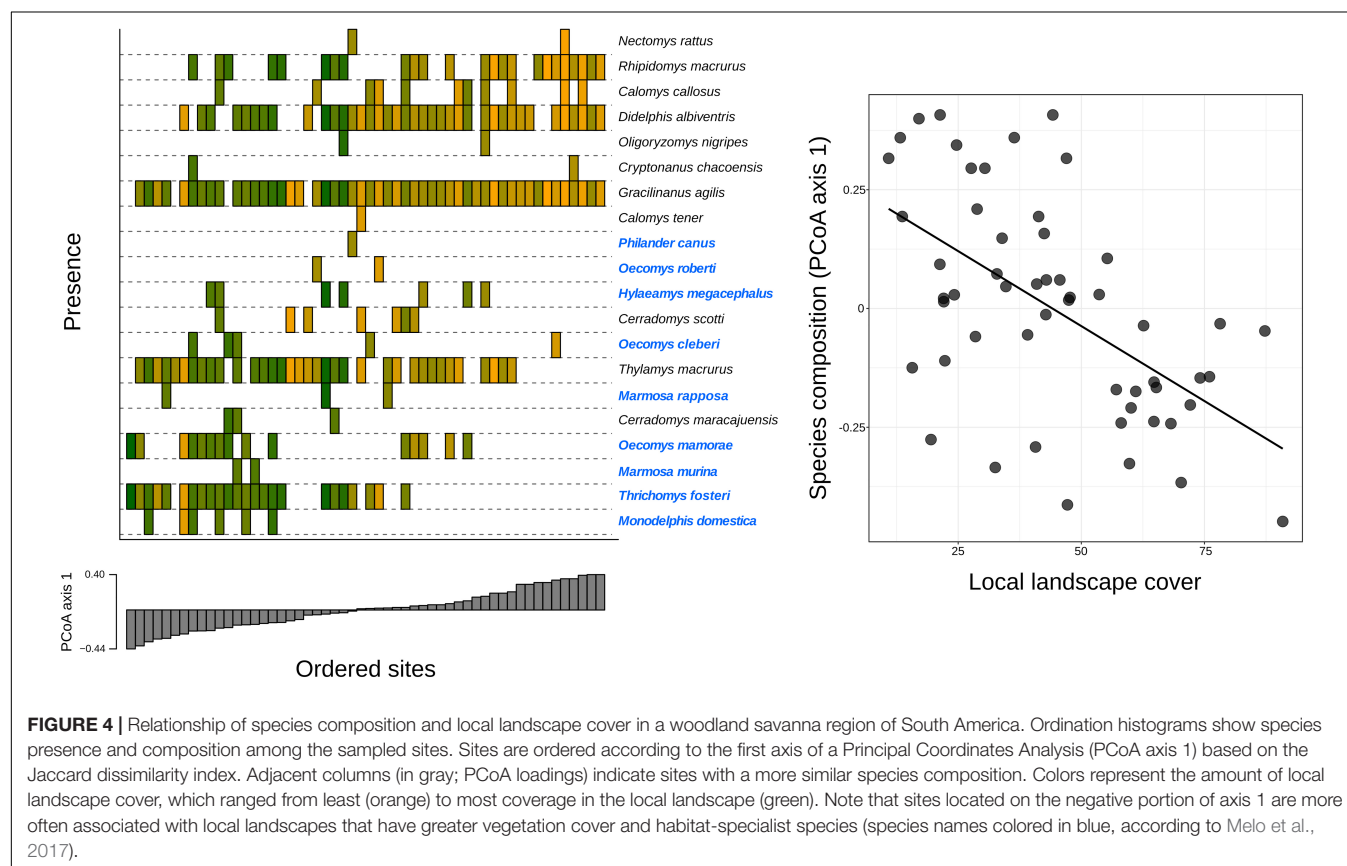 Presence
Nectomys rattus
Rhipidomys macrurus
Calomys callosus
Didelphis albiventris
Oligoryzomys nigripes
Cryptonanus chacoensis
Gracilinanus agilis
Calomys tener
Philander canus
Oecomys roberti
Hylaeamys megacephalus
Cerradomys scotti
Oecomys cleberi
Thylamys macrurus
Marmosa rapposa
Cerradomys maracajuensis
Oecomys mamorae
Marmosa murina
Thrichomys fosteri
Monodelphis domestica
PCoA axis 1
0.40
−0.44
Ordered sites
Species composition (PCoA axis 1)
0.25
0
-0.25
25 50 75
Local landscape cover
FIGURE 4 | Relationship of species composition and local landscape cover in a woodland savanna region of South America. Ordination histograms show species
presence and composition among the sampled sites. Sites are ordered according to the first axis of a Principal Coordinates Analysis (PCoA axis 1) based on the
Jaccard dissimilarity index. Adjacent columns (in gray; PCoA loadings) indicate sites with a more similar species composition. Colors represent the amount of local
landscape cover, which ranged from least (orange) to most coverage in the local landscape (green). Note that sites located on the negative portion of axis 1 are more
often associated with local landscapes that have greater vegetation cover and habitat-specialist species (species names colored in blue, according to Melo et al.,
2017).